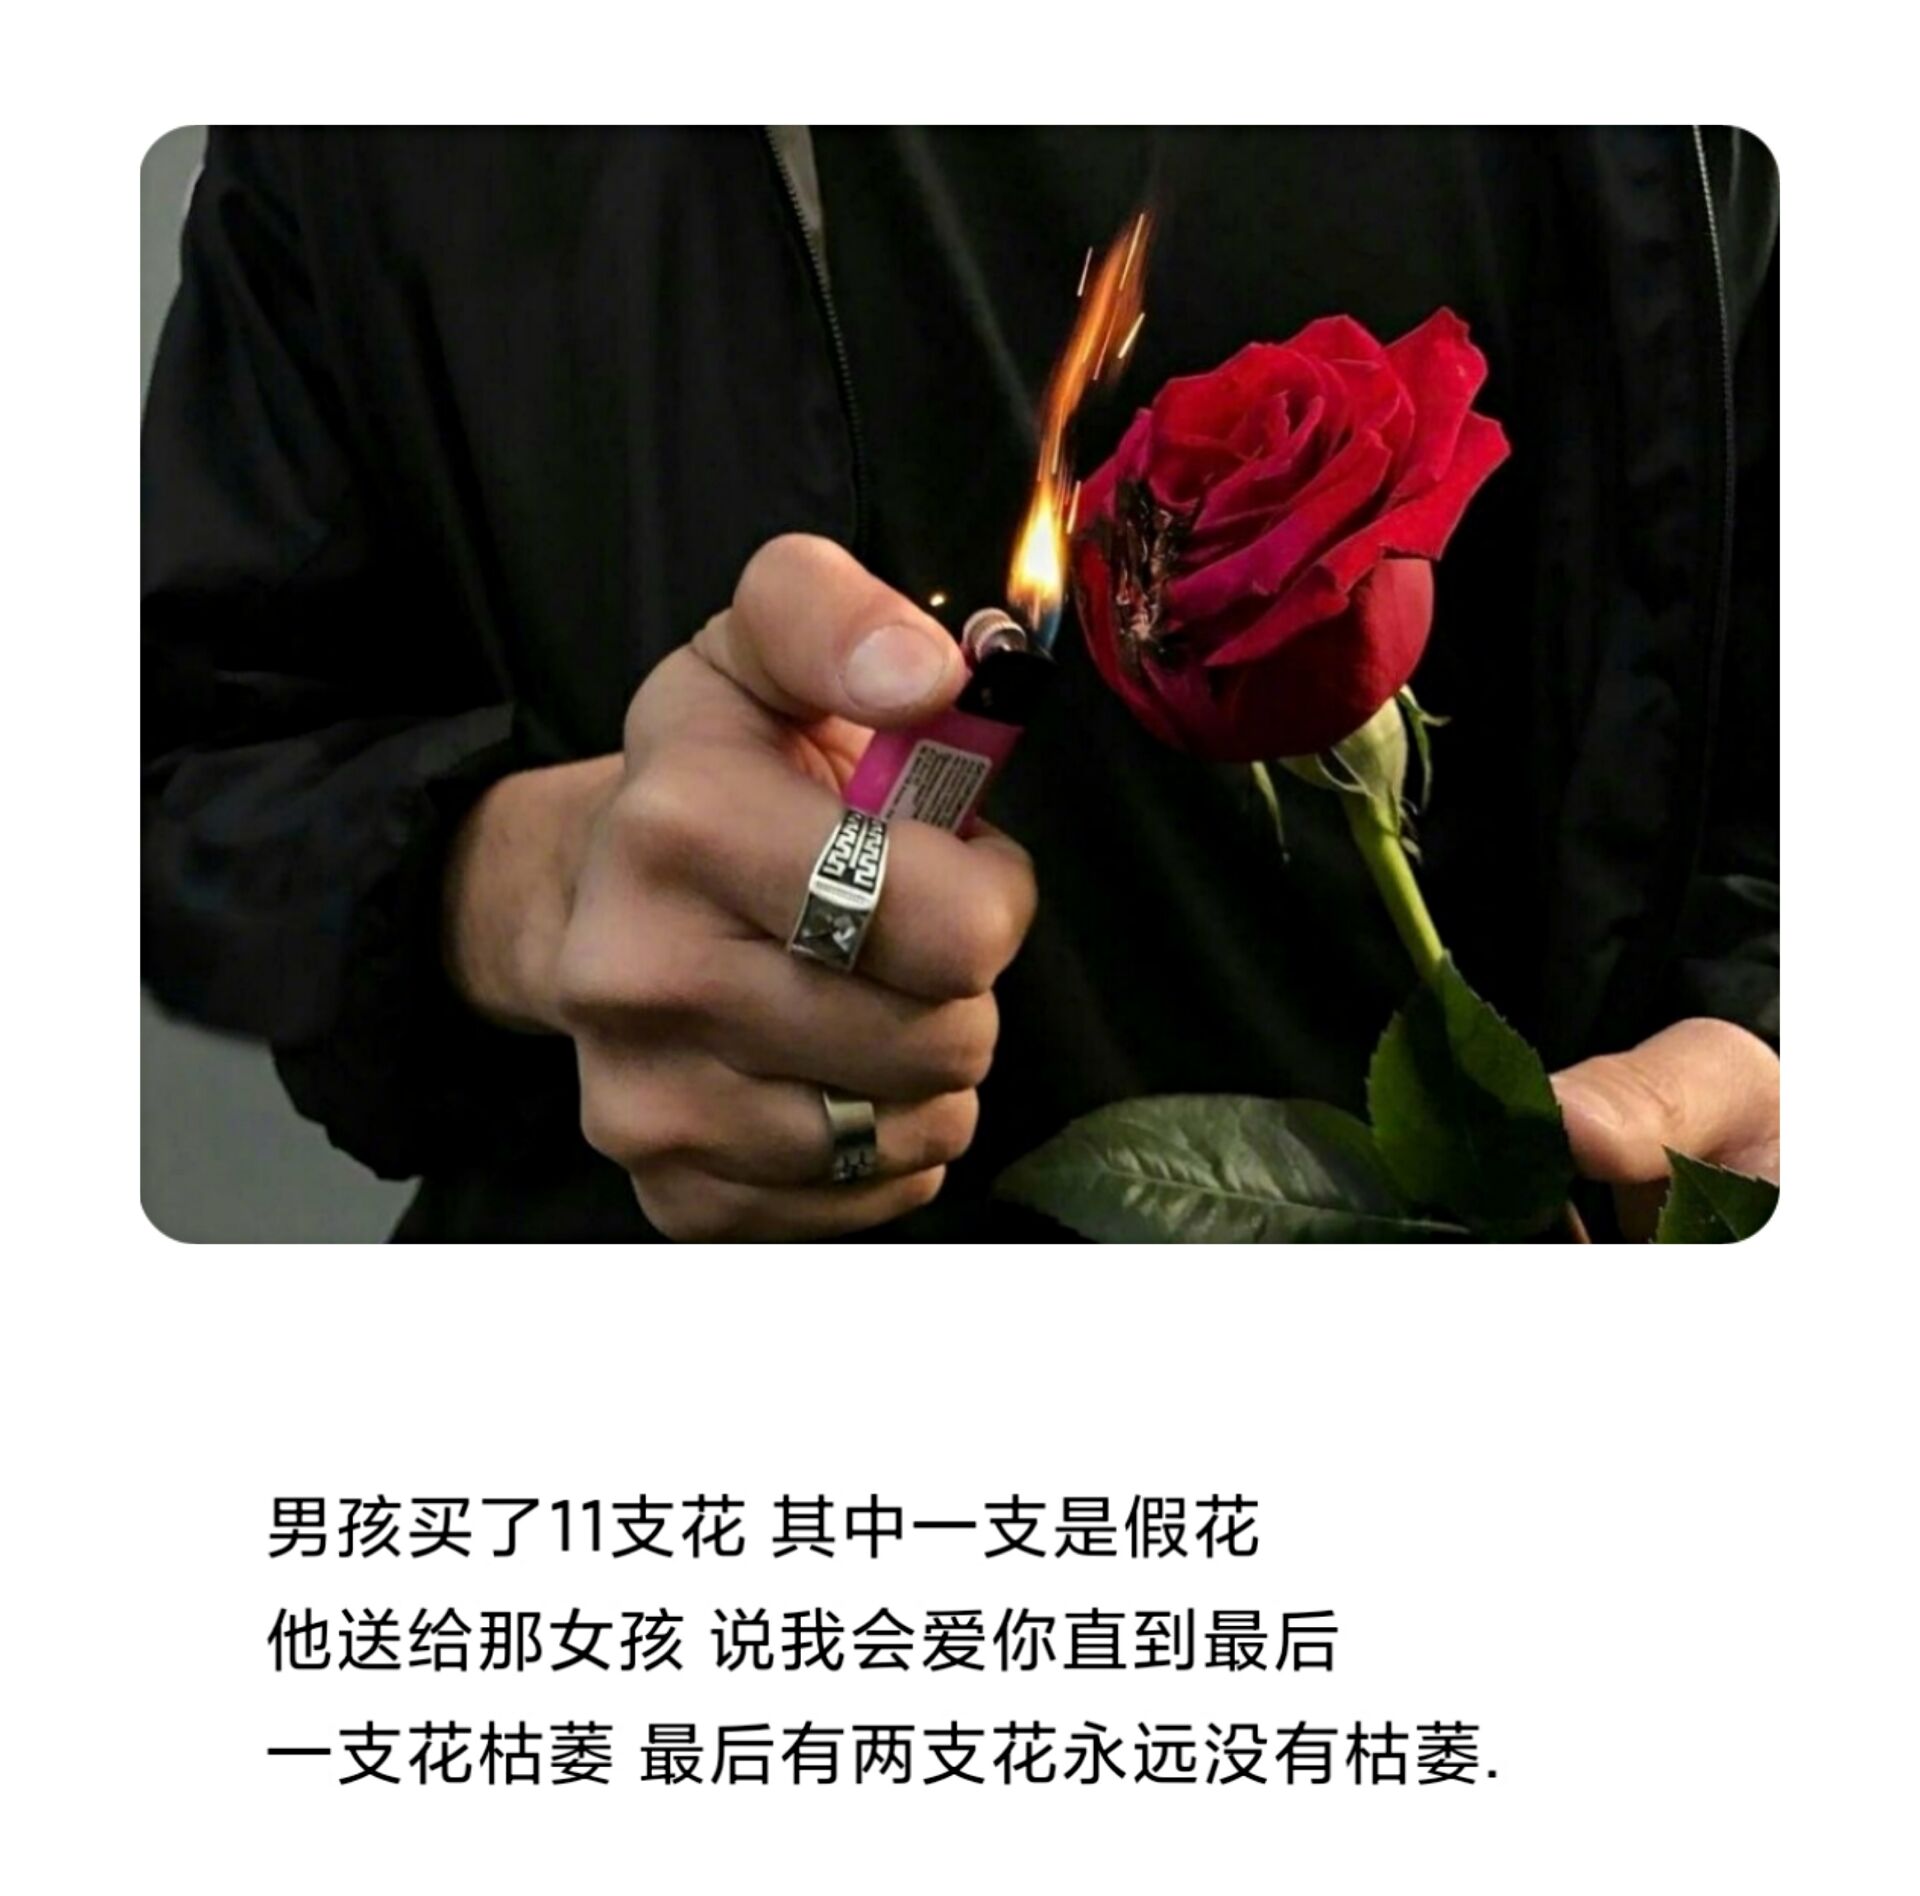 男孩买了11支花 其中一支是假花
他送给那女孩 说我会爱你直到最后
一支花枯萎 最后有两支花永远没有枯萎.